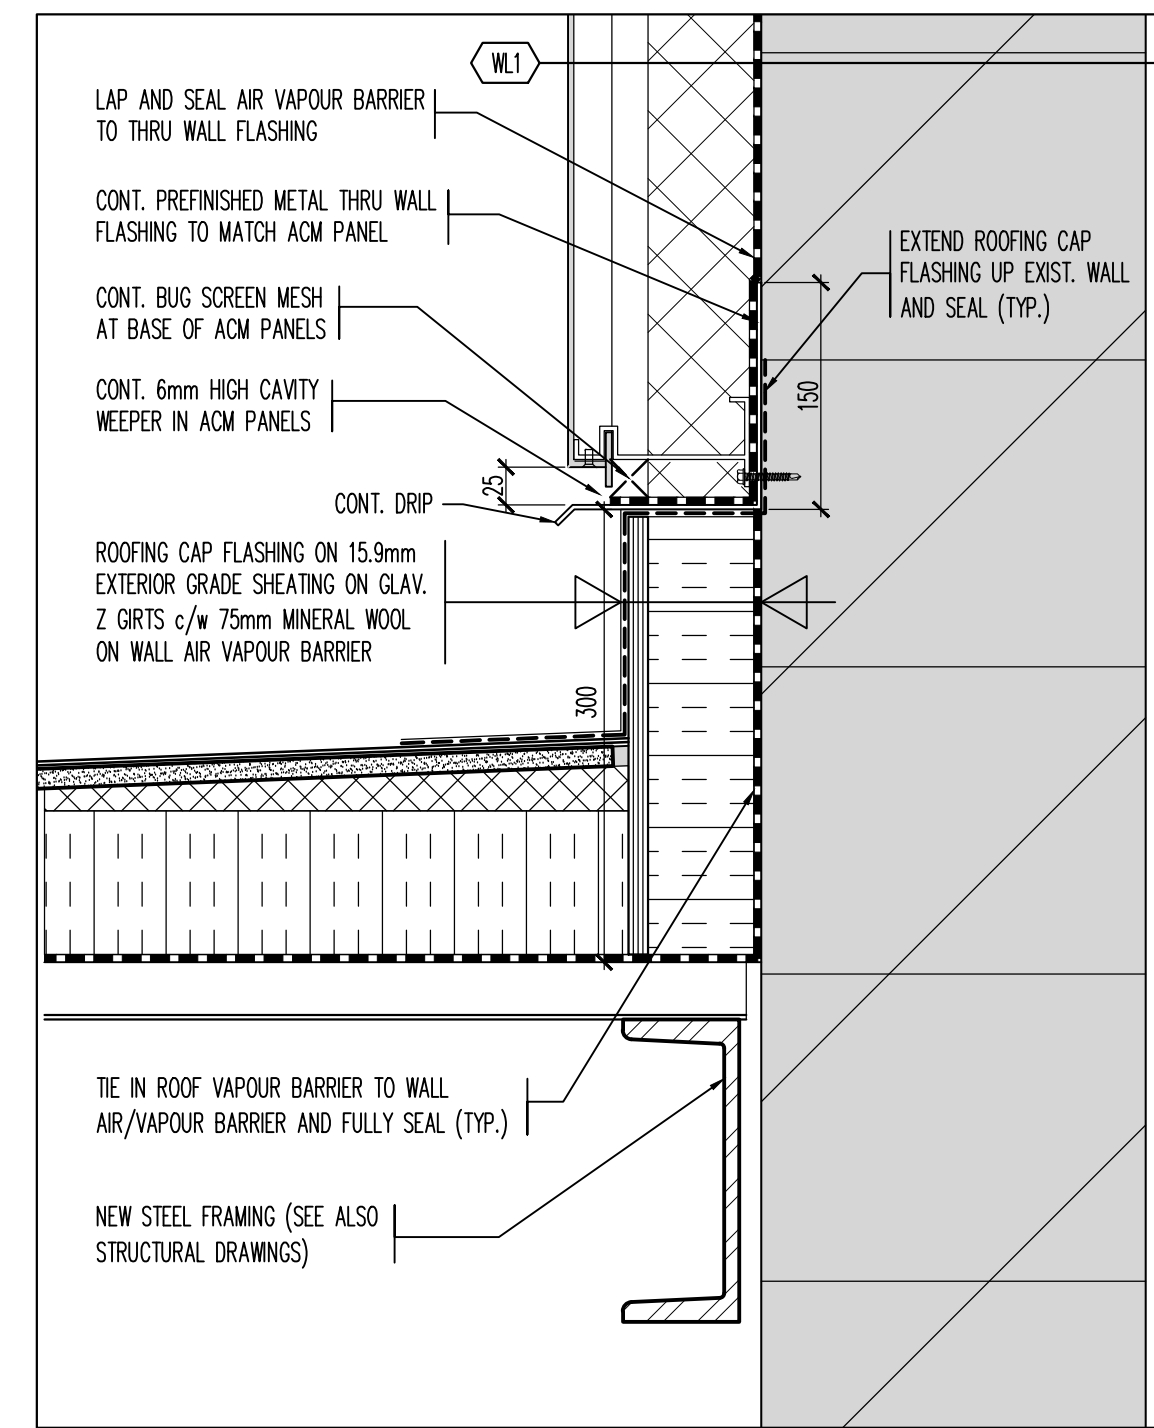 WL1
LAP AND SEAL AIR VAPOUR BARRIER
TO THRU WALL FLASHING
CONT. PREFINISHED METAL THRU WALL
FLASHING TO MATCH ACM PANEL
EXTEND ROOFING CAP
FLASHING UP EXIST. WALL
AND SEAL (TYP.)
CONT. BUG SCREEN MESH
AT BASE OF ACM PANELS
CONT. 6mm HIGH CAVITY
WEEPER IN ACM PANELS
150
25
CONT. DRIP
ROOFING CAP FLASHING ON 15.9mm
EXTERIOR GRADE SHEATING ON GLAV.
Z GIRTS c/w 75mm MINERAL WOOL
ON WALL AIR VAPOUR BARRIER
300
TIE IN ROOF VAPOUR BARRIER TO WALL
AIR/VAPOUR BARRIER AND FULLY SEAL (TYP.)
NEW STEEL FRAMING (SEE ALSO
STRUCTURAL DRAWINGS)